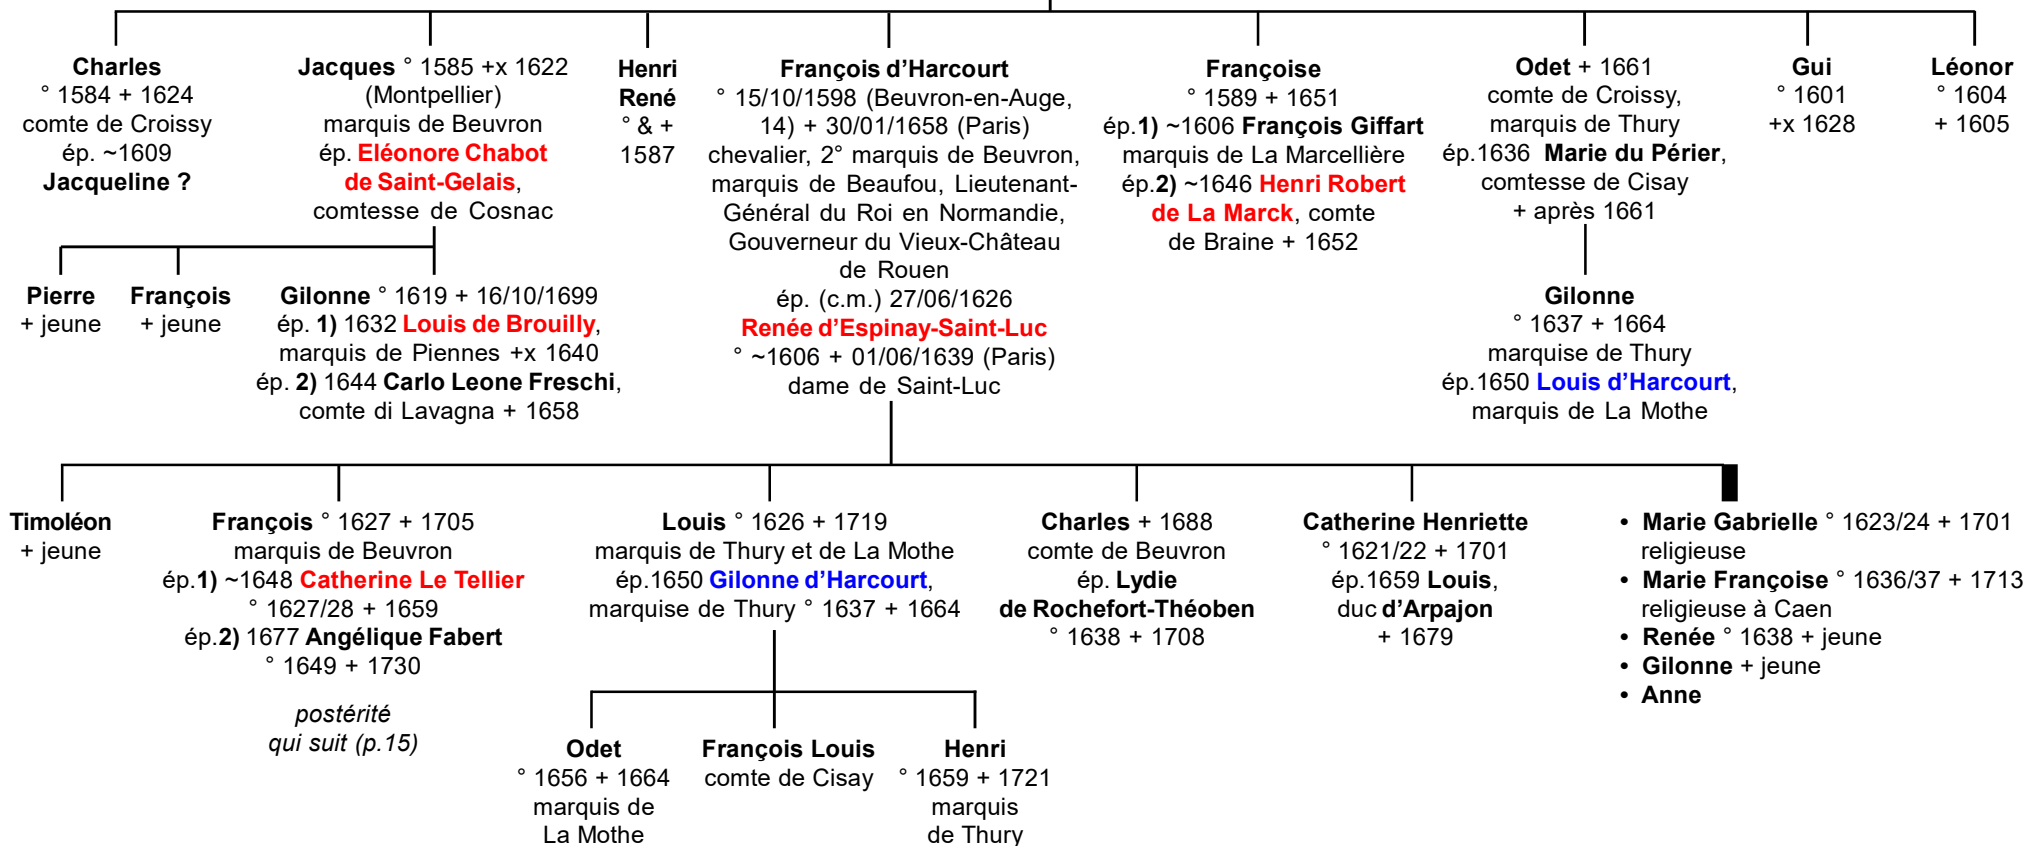 Charles
° 1584 + 1624
comte de Croissy
ép. ~1609
Jacqueline ?
Jacques ° 1585 +x 1622
(Montpellier)
marquis de Beuvron
ép. Eléonore Chabot
de Saint-Gelais,
comtesse de Cosnac
Henri
René
° & +
1587
François d'Harcourt
° 15/10/1598 (Beuvron-en-Auge,
14) + 30/01/1658 (Paris)
chevalier, 2° marquis de Beuvron,
marquis de Beaufou, Lieutenant-
Général du Roi en Normandie,
Gouverneur du Vieux-Château
de Rouen
ép. (c.m.) 27/06/1626
Renée d'Espinay-Saint-Luc
° ~1606 + 01/06/1639 (Paris)
dame de Saint-Luc
Françoise
° 1589 + 1651
ép.1) ~1606 François Giffart
marquis de La Marcellière
ép.2) ~1646 Henri Robert
de La Marck, comte
de Braine + 1652
Odet + 1661
comte de Croissy,
marquis de Thury
ép.1636 Marie du Périer,
comtesse de Cisay
+ après 1661
Gui
° 1601
+x 1628
Léonor
° 1604
+ 1605
Pierre
+ jeune
François
+ jeune
Gilonne ° 1619 + 16/10/1699
ép. 1) 1632 Louis de Brouilly,
marquis de Piennes +x 1640
ép. 2) 1644 Carlo Leone Freschi,
comte di Lavagna + 1658
Gilonne
° 1637 + 1664
marquise de Thury
ép.1650 Louis d'Harcourt,
marquis de La Mothe
Timoléon
+ jeune
François ° 1627 + 1705
marquis de Beuvron
ép.1) ~1648 Catherine Le Tellier
° 1627/28 + 1659
ép.2) 1677 Angélique Fabert
° 1649 + 1730
postérité
qui suit (p.15)
Louis ° 1626 + 1719
marquis de Thury et de La Mothe
ép.1650 Gilonne d'Harcourt,
marquise de Thury ° 1637 + 1664
Charles + 1688
comte de Beuvron
ép. Lydie
de Rochefort-Théoben
° 1638 + 1708
Catherine Henriette
° 1621/22 + 1701
ép.1659 Louis,
duc d'Arpajon
+ 1679
• Marie Gabrielle ° 1623/24 + 1701
religieuse
• Marie Françoise ° 1636/37 + 1713
religieuse à Caen
• Renée ° 1638 + jeune
• Gilonne + jeune
• Anne
Odet
° 1656 + 1664
marquis de
La Mothe
François Louis
comte de Cisay
Henri
° 1659 + 1721
marquis
de Thury